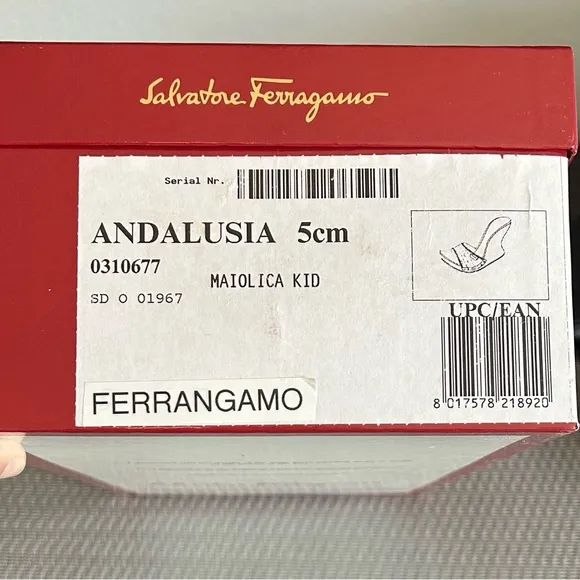 Salvatore Ferragamo
Serial Nr.
ANDALUSIA 5cm
0310677
MAIOLICA KID
SD O 01967
UPC/EAN
8 017578 218920
FERRANGAMO